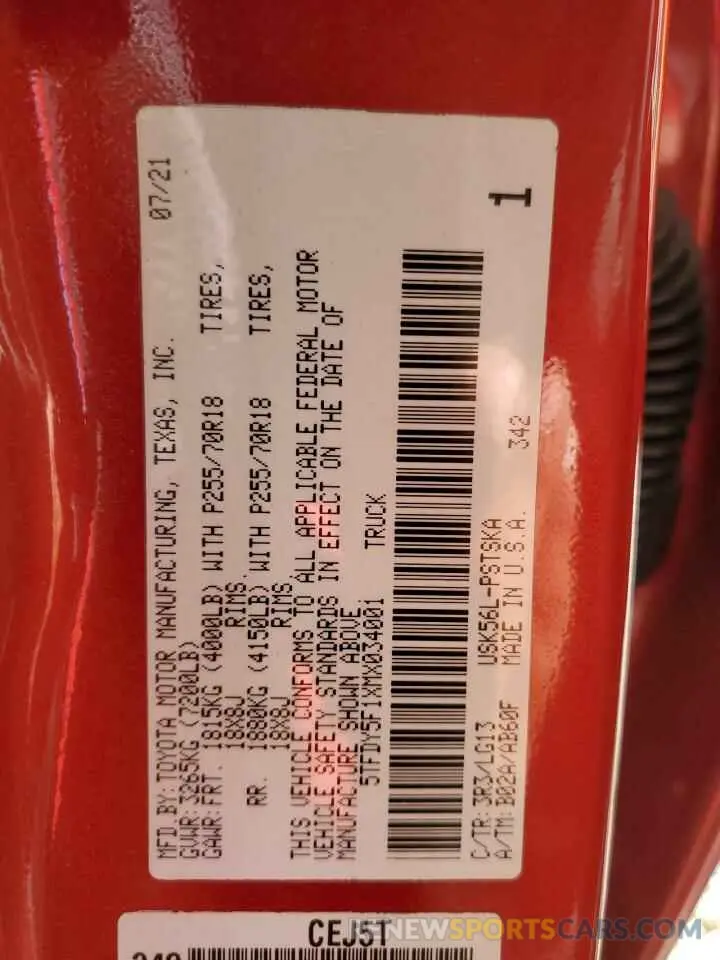 MFD.BY:TOYOTA MOTOR MANUFACTURING, TEXAS, INC. 07/21
GVWR:3265KG (7200LB)
GAWR:FRT. 1815KG (4000LB) WITH P255/70R18 TIRES,
18X8J RIMS,
RR. 1880KG (4150LB) WITH P255/70R18 TIRES,
18X8J RIMS
THIS VEHICLE CONFORMS TO ALL APPLICABLE FEDERAL MOTOR
VEHICLE SAFETY STANDARDS IN EFFECT ON THE DATE OF
MANUFACTURE SHOWN ABOVE.
5TFDY5F1XMX034001 TRUCK
C/TR:3R3/LG13 USK56L-PSTSKA
A/TM:B02A/AB60F MADE IN U.S.A. 342
1
CEJ5T
USNEWSPORTSCARS.COM